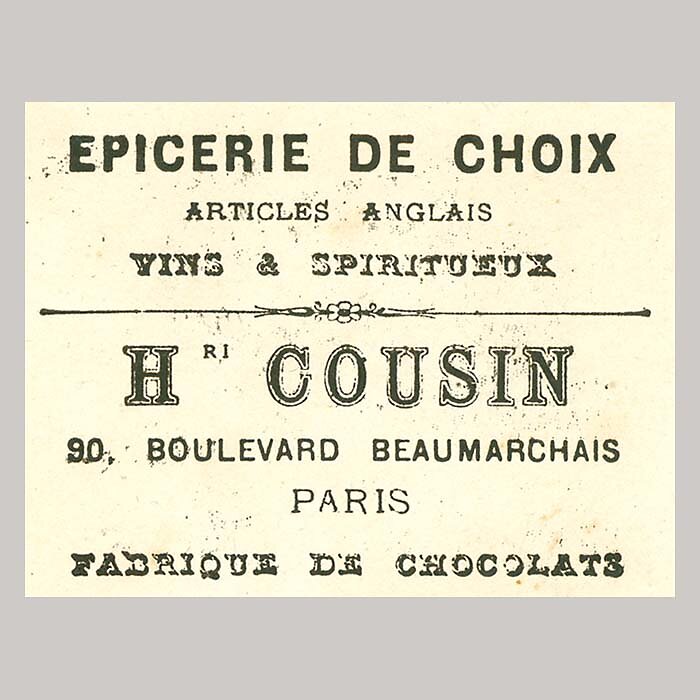 EPICERIE DE CHOIX
ARTICLES ANGLAIS
VINS & SPIRITUEUX
HRI COUSIN
90, BOULEVARD BEAUMARCHAIS
PARIS
FABRIQUE DE CHOCOLATS